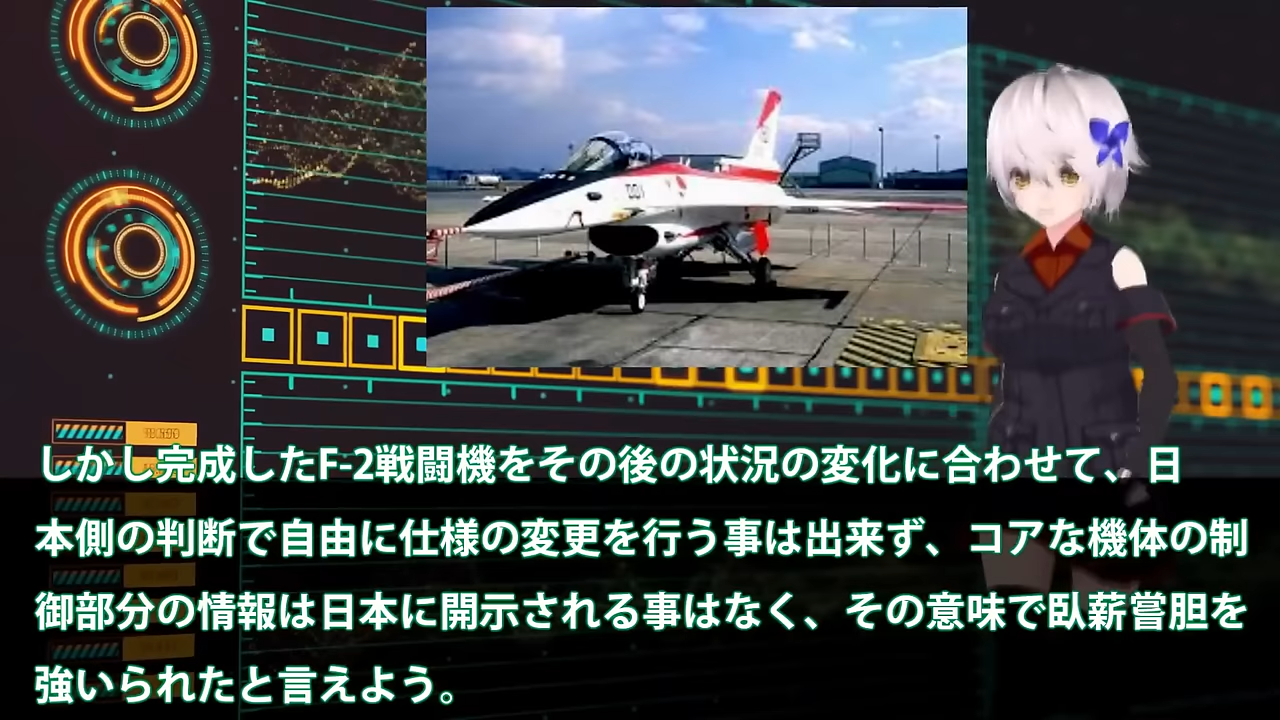 001
しかし完成したF-2戦闘機をその後の状況の変化に合わせて、日
本側の判断で自由に仕様の変更を行う事は出来ず、コアな機体の制
御部分の情報は日本に開示される事はなく、その意味で臥薪嘗胆を
強いられたと言えよう。